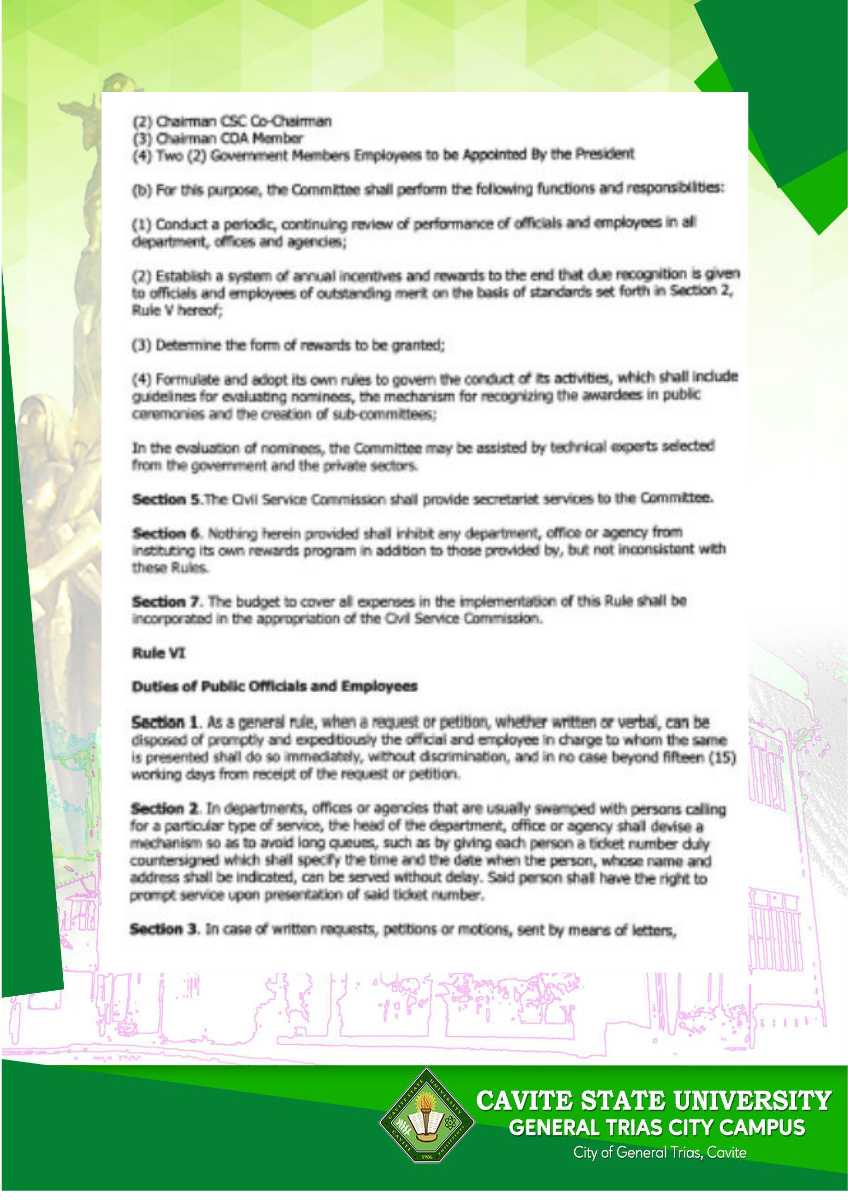 (2) Chairman CSC Co-Chairman
(3) Chairman COA Member
(4) Two (2) Government Members Employees to be Appointed By the President
(b) For this purpose, the Committee shall perform the following functions and responsibilities:
(1) Conduct a periodic, continuing review of performance of officials and employees in all
department, offices and agencies;
(2) Establish a system of annual incentives and rewards to the end that due recognition is given
to officials and employees of outstanding merit on the basis of standards set forth in Section 2,
Rule V hereof;
(3) Determine the form of rewards to be granted;
(4) Formulate and adopt its own rules to govern the conduct of its activities, which shall include
guidelines for evaluating nominees, the mechanism for recognizing the awardees in public
ceremonies and the creation of sub-committees;
In the evaluation of nominees, the Committee may be assisted by technical experts selected
from the government and the private sectors.
Section 5.The Civil Service Commission shall provide secretariat services to the Committee.
Section 6. Nothing herein provided shall inhibit any department, office or agency from
instituting its own rewards program in addition to those provided by, but not inconsistent with
these Rules.
Section 7. The budget to cover all expenses in the implementation of this Rule shall be
incorporated in the appropriation of the Civil Service Commission.
Rule VI
Duties of Public Officials and Employees
Section 1. As a general rule, when a request or petition, whether written or verbal, can be
disposed of promptly and expeditiously the official and employee in charge to whom the same
is presented shall do so immediately, without discrimination, and in no case beyond fifteen (15)
working days from receipt of the request or petition.
Section 2. In departments, offices or agencies that are usually swamped with persons calling
for a particular type of service, the head of the department, office or agency shall devise a
mechanism so as to avoid long queues, such as by giving each person a ticket number duly
countersigned which shall specify the time and the date when the person, whose name and
address shall be indicated, can be served without delay. Said person shall have the right to
prompt service upon presentation of said ticket number.
Section 3. In case of written requests, petitions or motions, sent by means of letters,
CAVITE STATE UNIVERSITY
GENERAL TRIAS CITY CAMPUS
City of General Trias, Cavite
CAVITE STATE UNIVERSITY
CAVITE
PHILIPPINES
1906